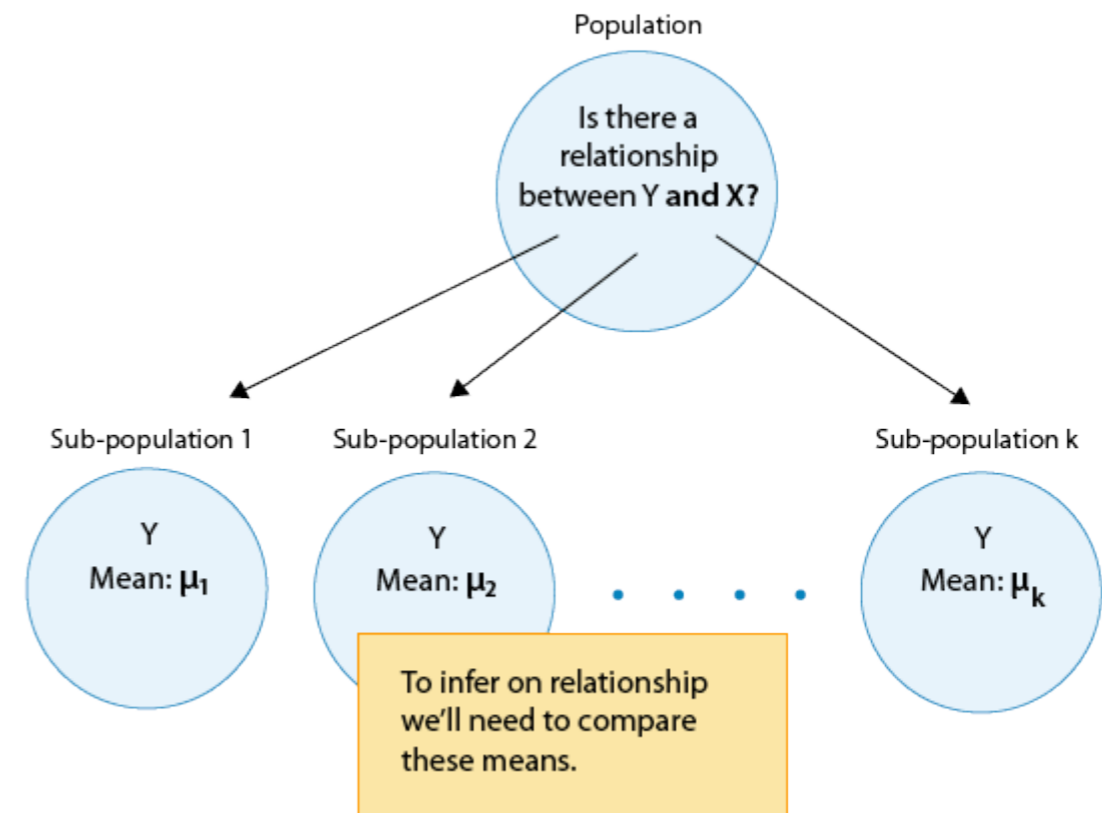 Population
Is there a
relationship
between Y and X?
Sub-population 1
Sub-population 2
Sub-population k
Y
Mean: μ₁
Y
Mean: μ₂
Y
Mean: μₖ
To infer on relationship
we'll need to compare
these means.